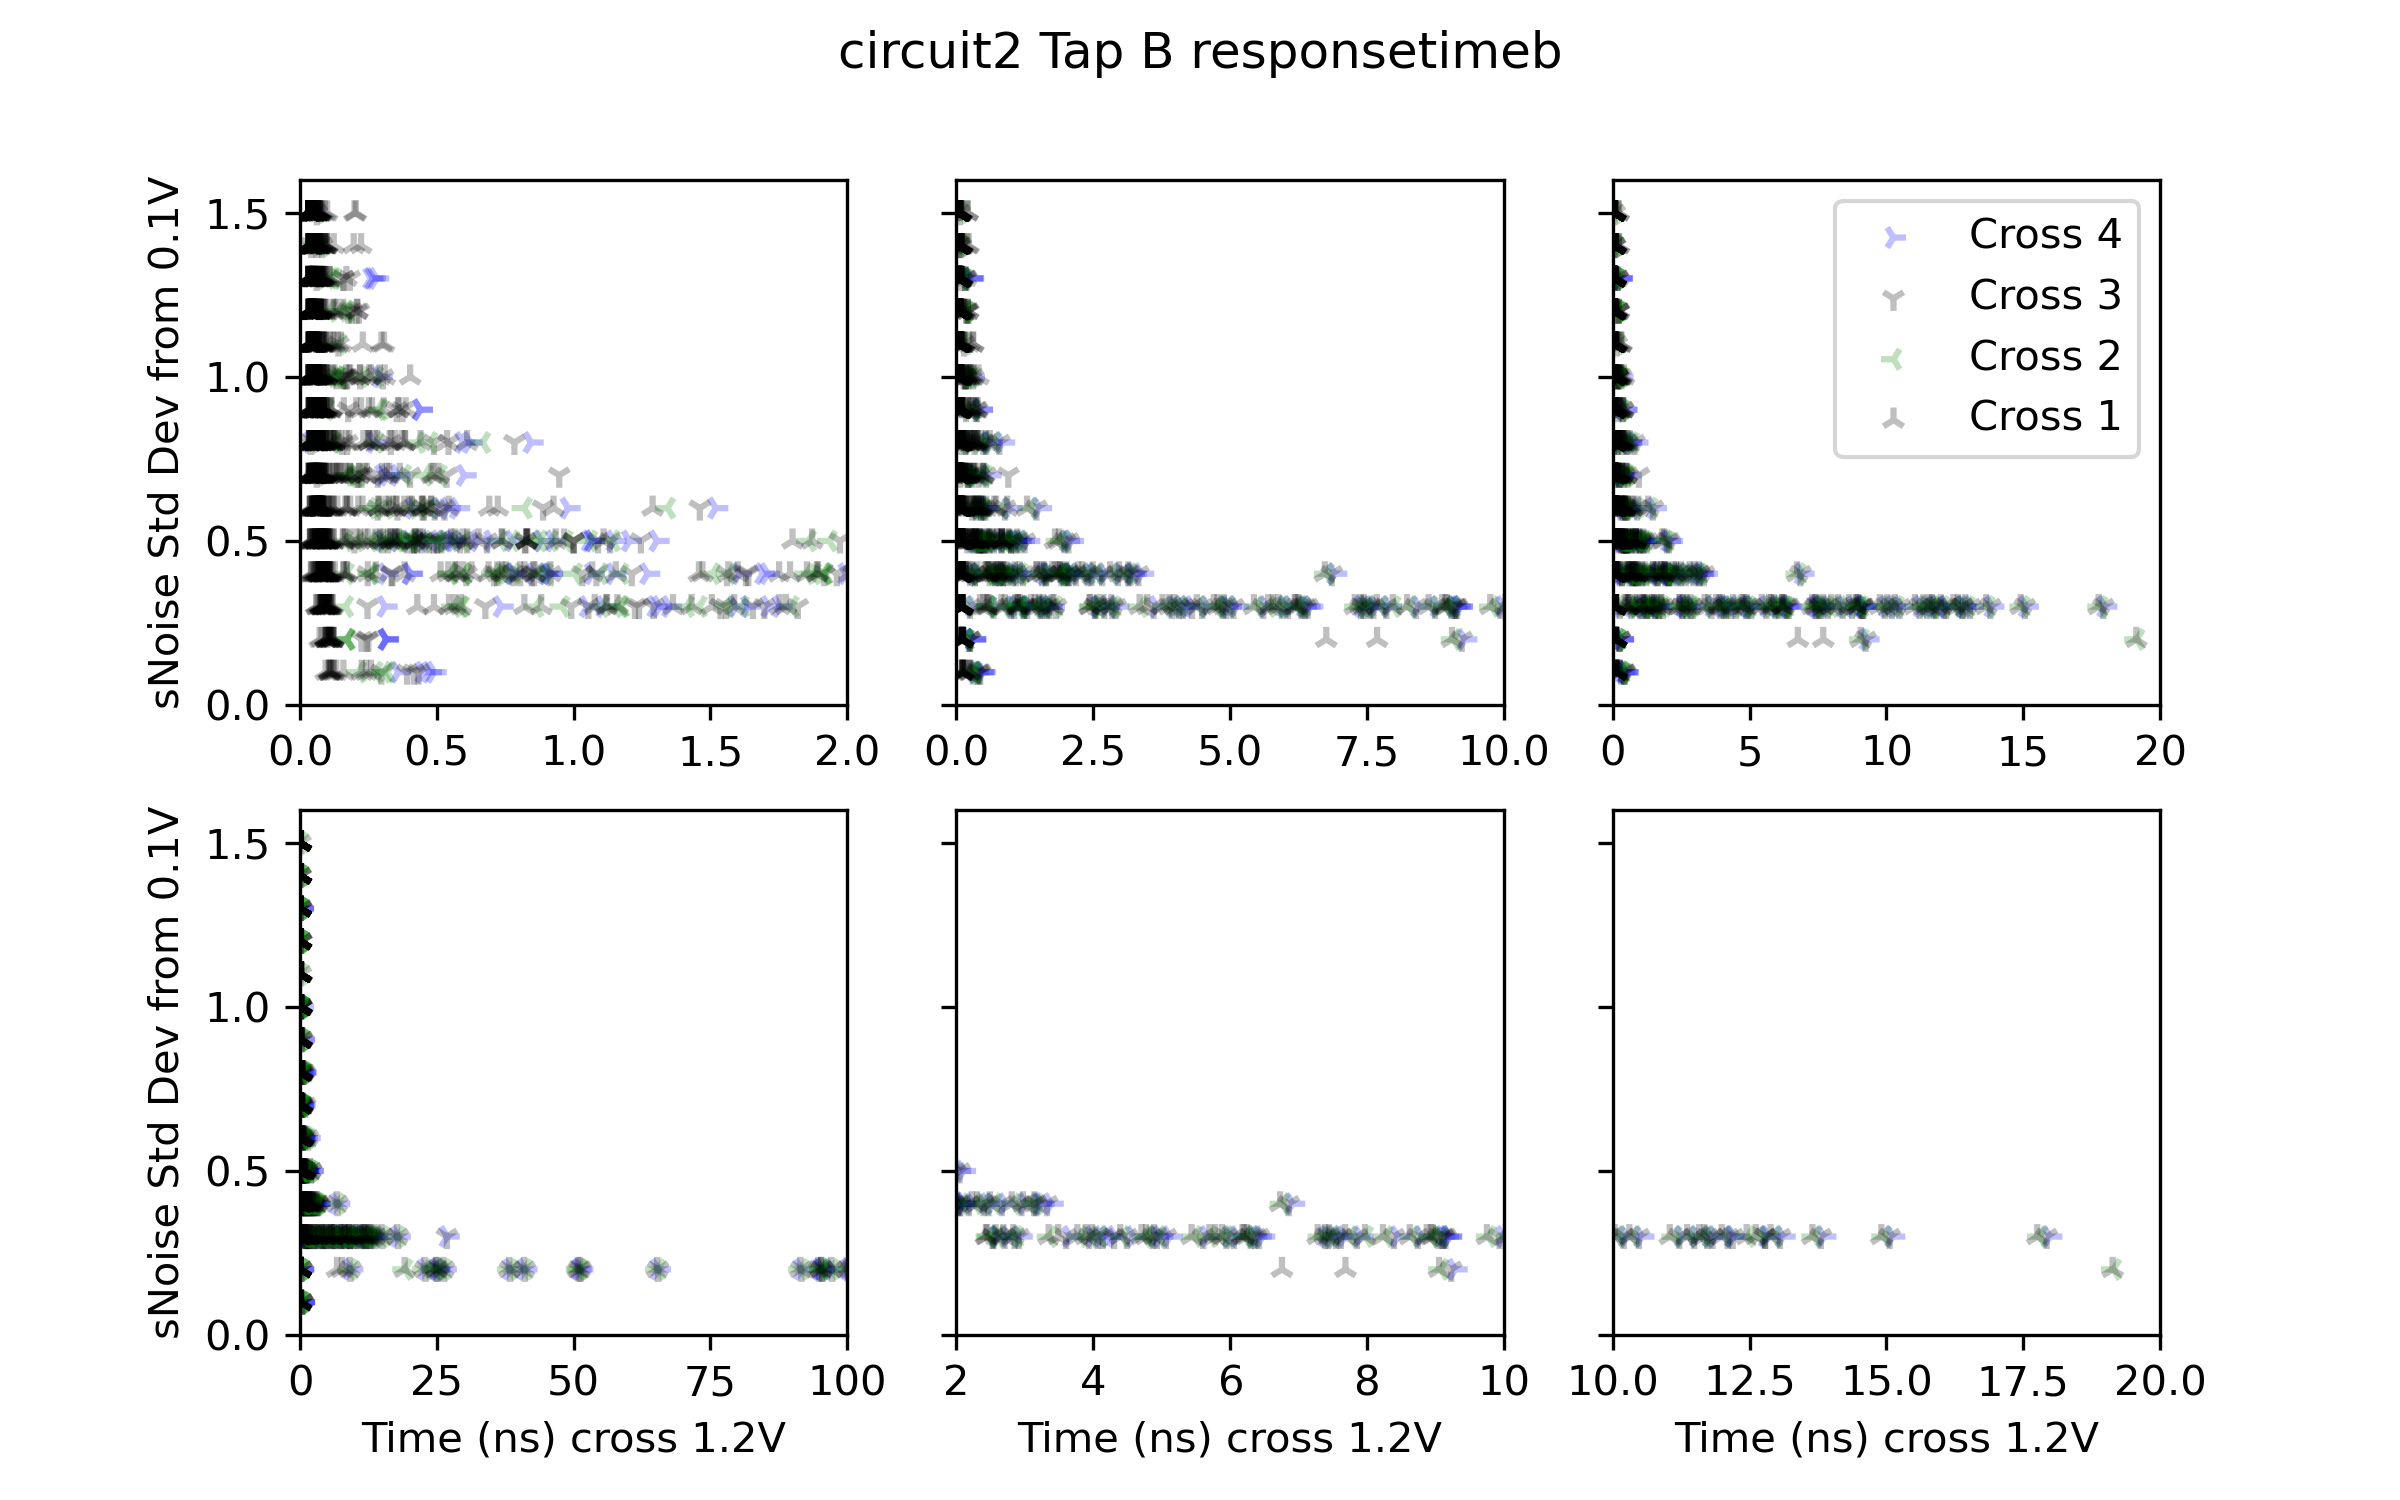 circuit2 Tap B responsetimeb
sNoise Std Dev from 0.1V
1.5
1.0
0.5
0.0
0.0 0.5 1.0 1.5 2.0
0.0 2.5 5.0 7.5 10.0
Cross 4
Cross 3
Cross 2
Cross 1
0 5 10 15 20
sNoise Std Dev from 0.1V
1.5
1.0
0.5
0.0
0 25 50 75 100
Time (ns) cross 1.2V
2 4 6 8 10
Time (ns) cross 1.2V
10.0 12.5 15.0 17.5 20.0
Time (ns) cross 1.2V